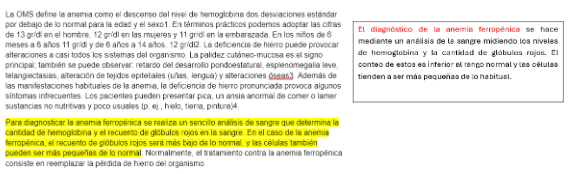 La OMS define la anemia como el descenso del nivel de hemoglobina dos desviaciones estándar
por debajo de lo normal para la edad y el sexo1. En términos prácticos podemos adoptar las cifras
de 13 gr/dl en el hombre, 12 gr/dl en las mujeres y 11 gr/dl en la embarazada. En los niños de 6
meses a 6 años 11 gr/dl y de 6 años a 14 años, 12 gr/dl2. La deficiencia de hierro puede provocar
alteraciones a casi todos los sistemas del organismo. La palidez cutáneo-mucosa es el signo
principal; también se puede observar: retardo del desarrollo pondoestatural, esplenomegalia leve,
telangiectasias, alteración de tejidos epiteliales (uñas, lengua) y alteraciones óseas3. Además de
las manifestaciones habituales de la anemia, la deficiencia de hierro pronunciada provoca algunos
síntomas infrecuentes. Los pacientes pueden presentar pica, un ansia anormal de comer o lamer
sustancias no nutritivas y poco usuales (p. ej., hielo, tierra, pintura)4.
Para diagnosticar la anemia ferropénica se realiza un sencillo análisis de sangre que determina la
cantidad de hemoglobina y el recuento de glóbulos rojos en la sangre. En el caso de la anemia
ferropénica, el recuento de glóbulos rojos será más bajo de lo normal, y las células también
pueden ser más pequeñas de lo normal. Normalmente, el tratamiento contra la anemia ferropénica
consiste en reemplazar la pérdida de hierro del organismo.
El diagnóstico de la anemia ferropénica se hace
mediante un análisis de la sangre midiendo los niveles
de hemoglobina y la cantidad de glóbulos rojos. El
conteo de estos es inferior al rango normal y las células
tienden a ser más pequeñas de lo habitual.